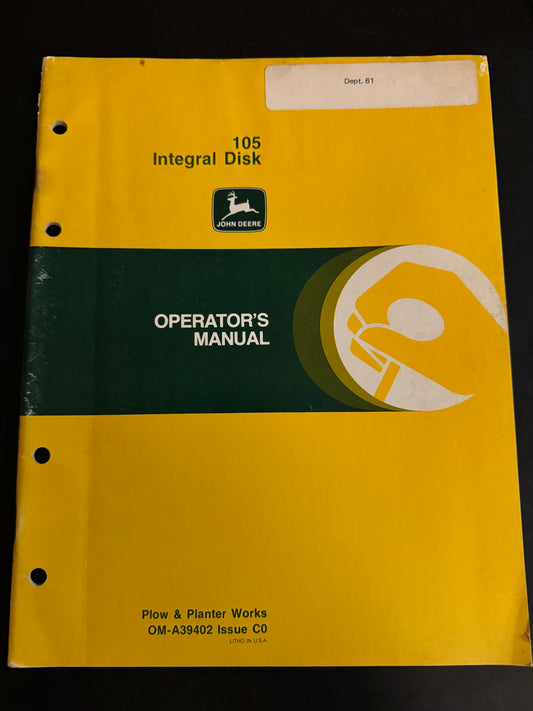 Dept. 61
105
Integral Disk
JOHN DEERE
OPERATOR'S
MANUAL
Plow & Planter Works
OM-A39402 Issue C0
LITHO IN U.S.A.